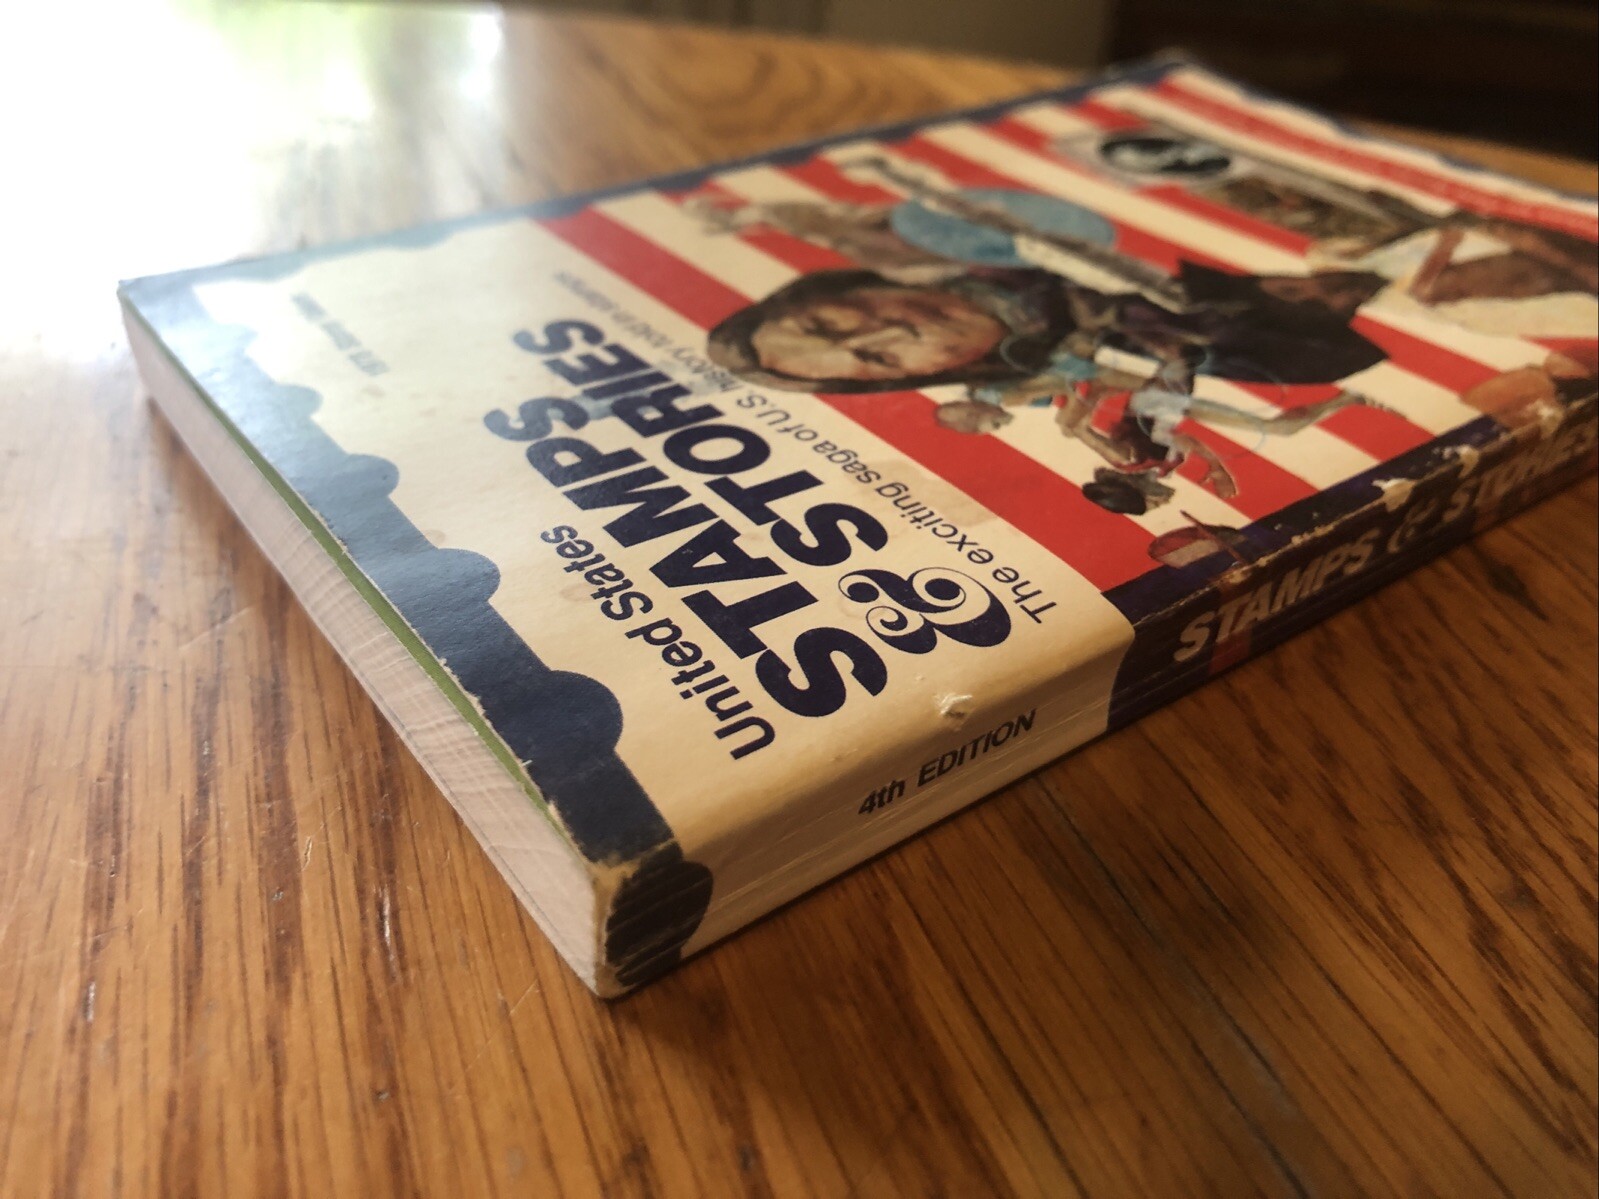 United States
STAMPS
& STORIES
The exciting saga of U.S. history told in stamps
4th EDITION
STAMPS & STORIES